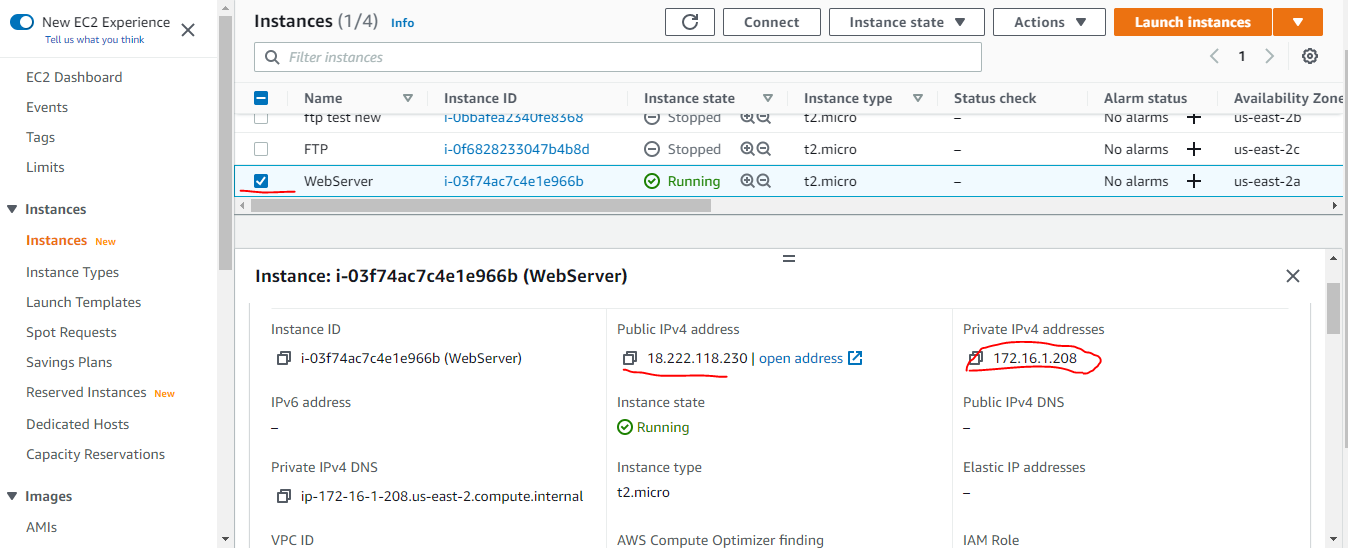 New EC2 Experience
Tell us what you think
EC2 Dashboard
Events
Tags
Limits
Instances
Instances New
Instance Types
Launch Templates
Spot Requests
Savings Plans
Reserved Instances New
Dedicated Hosts
Capacity Reservations
Images
AMIs
Instances (1/4) Info
Connect
Instance state
Actions
Launch instances
Filter instances
1
Name Instance ID Instance state Instance type Status check Alarm status Availability Zone
ftp test new i-0bbafea2340fe8368 Stopped t2.micro – No alarms + us-east-2b
FTP i-0f6828233047b4b8d Stopped t2.micro – No alarms + us-east-2c
WebServer i-03f74ac7c4e1e966b Running t2.micro – No alarms + us-east-2a
Instance: i-03f74ac7c4e1e966b (WebServer)
Instance ID Public IPv4 address Private IPv4 addresses
i-03f74ac7c4e1e966b (WebServer) 18.222.118.230 | open address 172.16.1.208
IPv6 address Instance state Public IPv4 DNS
– Running –
Private IPv4 DNS Instance type Elastic IP addresses
ip-172-16-1-208.us-east-2.compute.internal t2.micro –
VPC ID AWS Compute Optimizer finding IAM Role